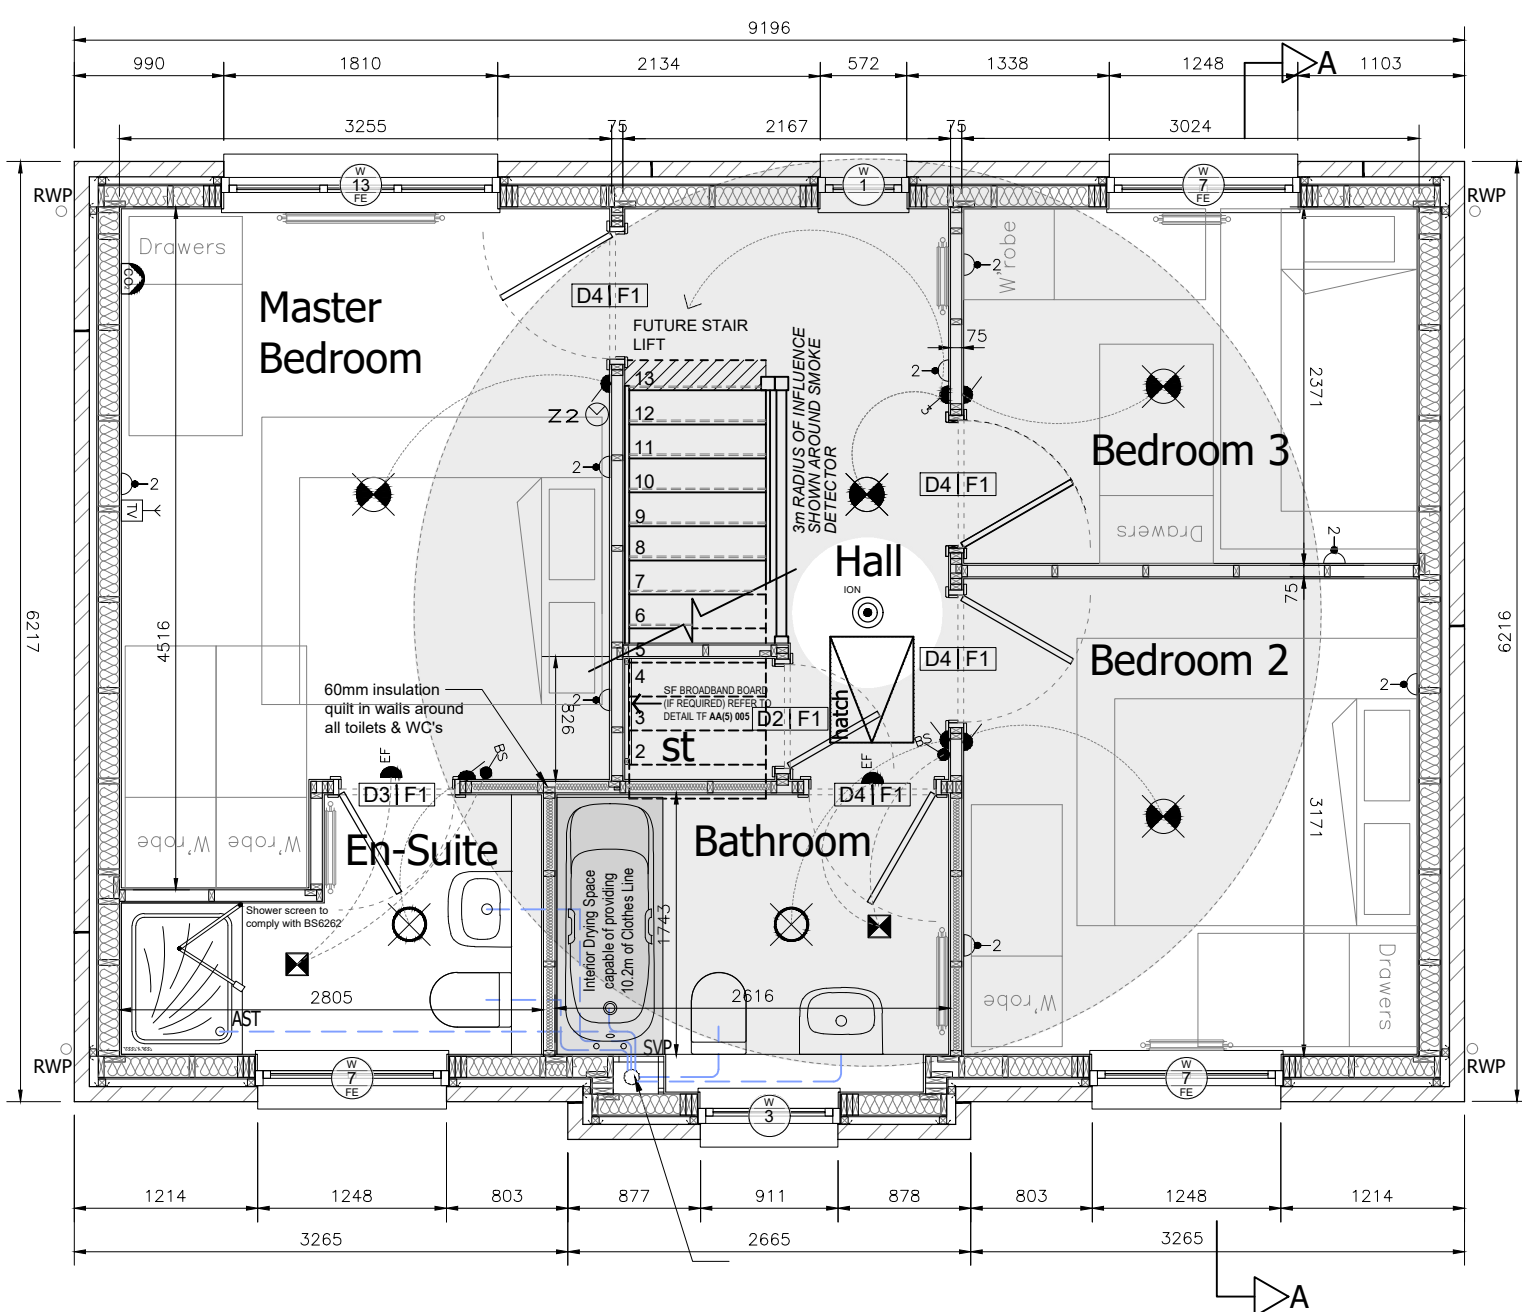 9196
990 1810 2134 572 1338 1248 1103
A
3255 75 2167 75 3024
RWP
W
13
FE
W
1
W
7
FE
RWP
Drawers
CO2
Master
Bedroom
D4 F1
FUTURE STAIR
LIFT
3m RADIUS OF INFLUENCE
SHOWN AROUND SMOKE
DETECTOR
W'robe
2
75
2
3
2371
Bedroom 3
D4 F1
Drawers
2
Z2
13
12
11
10
9
8
7
6
5
4
3
2
2
2
TV
2
6217
4516
Hall
ION
hatch
75
6216
D4 F1
Bedroom 2
2
60mm insulation
quilt in walls around
all toilets & WC's
826
SF BROADBAND BOARD
(IF REQUIRED) REFER TO
DETAIL TF AA(5) 005
D2 F1
st
BS
EF
BS
EF
D3 F1
D4 F1
W'robe
W'robe
En-Suite
Bathroom
3171
Shower screen to
comply with BS6262
Interior Drying Space
capable of providing
10.2m of Clothes Line
1743
2
W'robe
Drawers
2805
2616
AST
SVP
RWP
W
7
FE
W
3
W
7
FE
RWP
1214 1248 803 877 911 878 803 1248 1214
3265 2665 3265
A